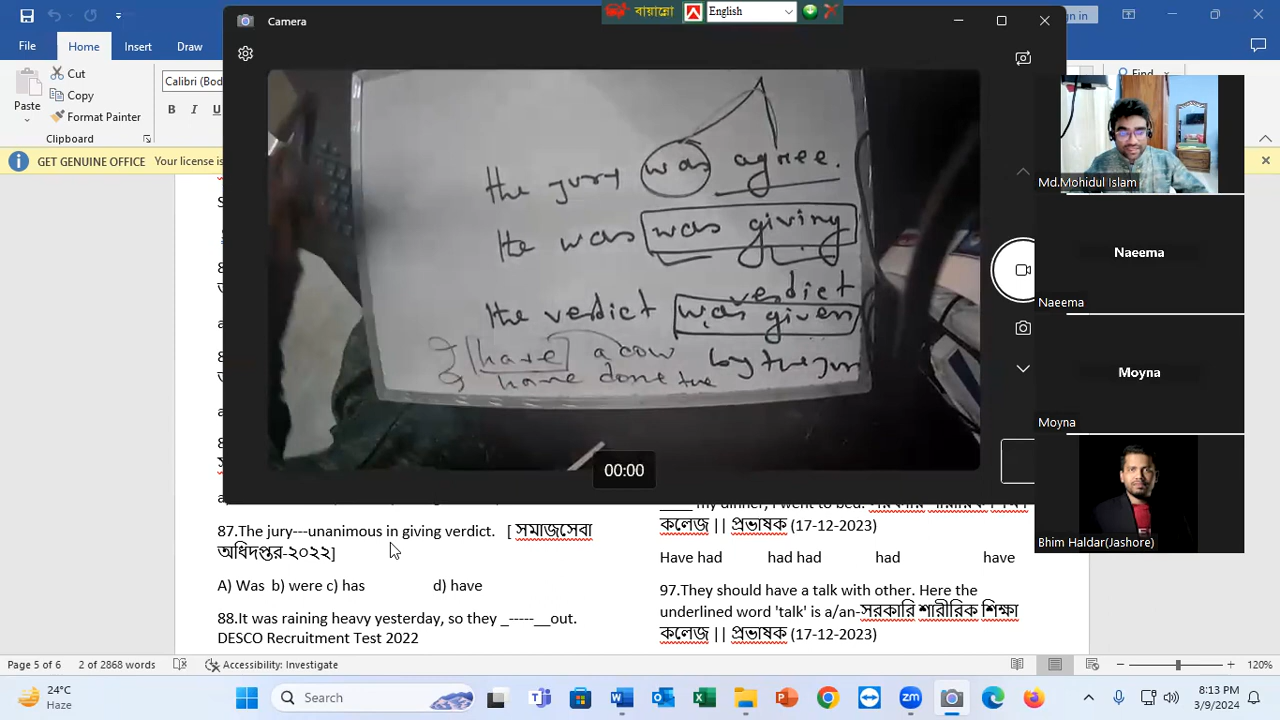 Camera
বায়ান্নো
English
File Home Insert Draw
Cut
Copy
Paste
Format Painter
Clipboard
Calibri (Bod
B I
GET GENUINE OFFICE Your license is
the jury was agree.
He was was giving
verdict
the verdict was given
have a cow by the jury
have done the
00:00
87.The jury---unanimous in giving verdict. [ সমাজসেবা
অধিদপ্তর-২০২২]
A) Was b) were c) has d) have
88.It was raining heavy yesterday, so they _-----__out.
DESCO Recruitment Test 2022
কলেজ || প্রভাষক (17-12-2023)
Have had had had had have
97.They should have a talk with other. Here the
underlined word 'talk' is a/an-সরকারি শারীরিক শিক্ষা
কলেজ || প্রভাষক (17-12-2023)
Md.Mohidul Islam
Naeema
Naeema
Moyna
Moyna
Bhim Haldar(Jashore)
Page 5 of 6 2 of 2868 words Accessibility: Investigate 120%
24°C
Haze
Search
8:13 PM
3/9/2024